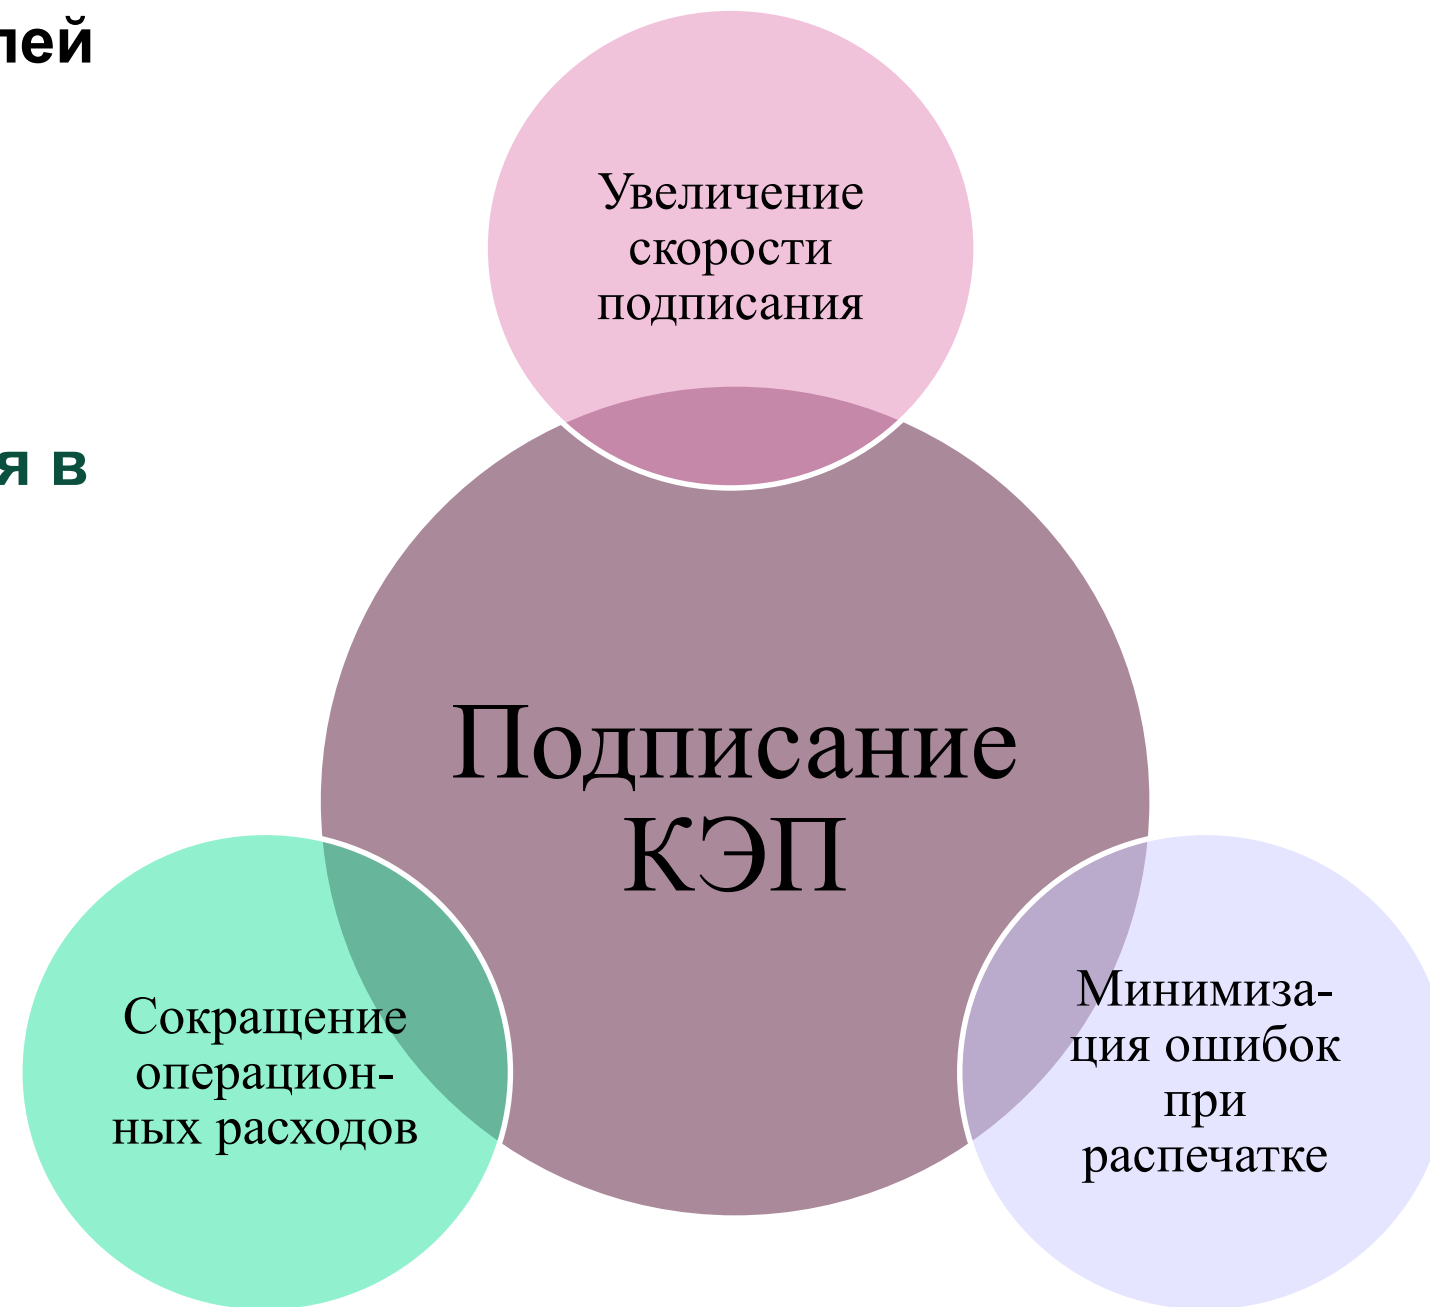 лей
я в
Увеличение
скорости
подписания
Подписание
КЭП
Сокращение
операцион-
ных расходов
Минимиза-
ция ошибок
при
распечатке